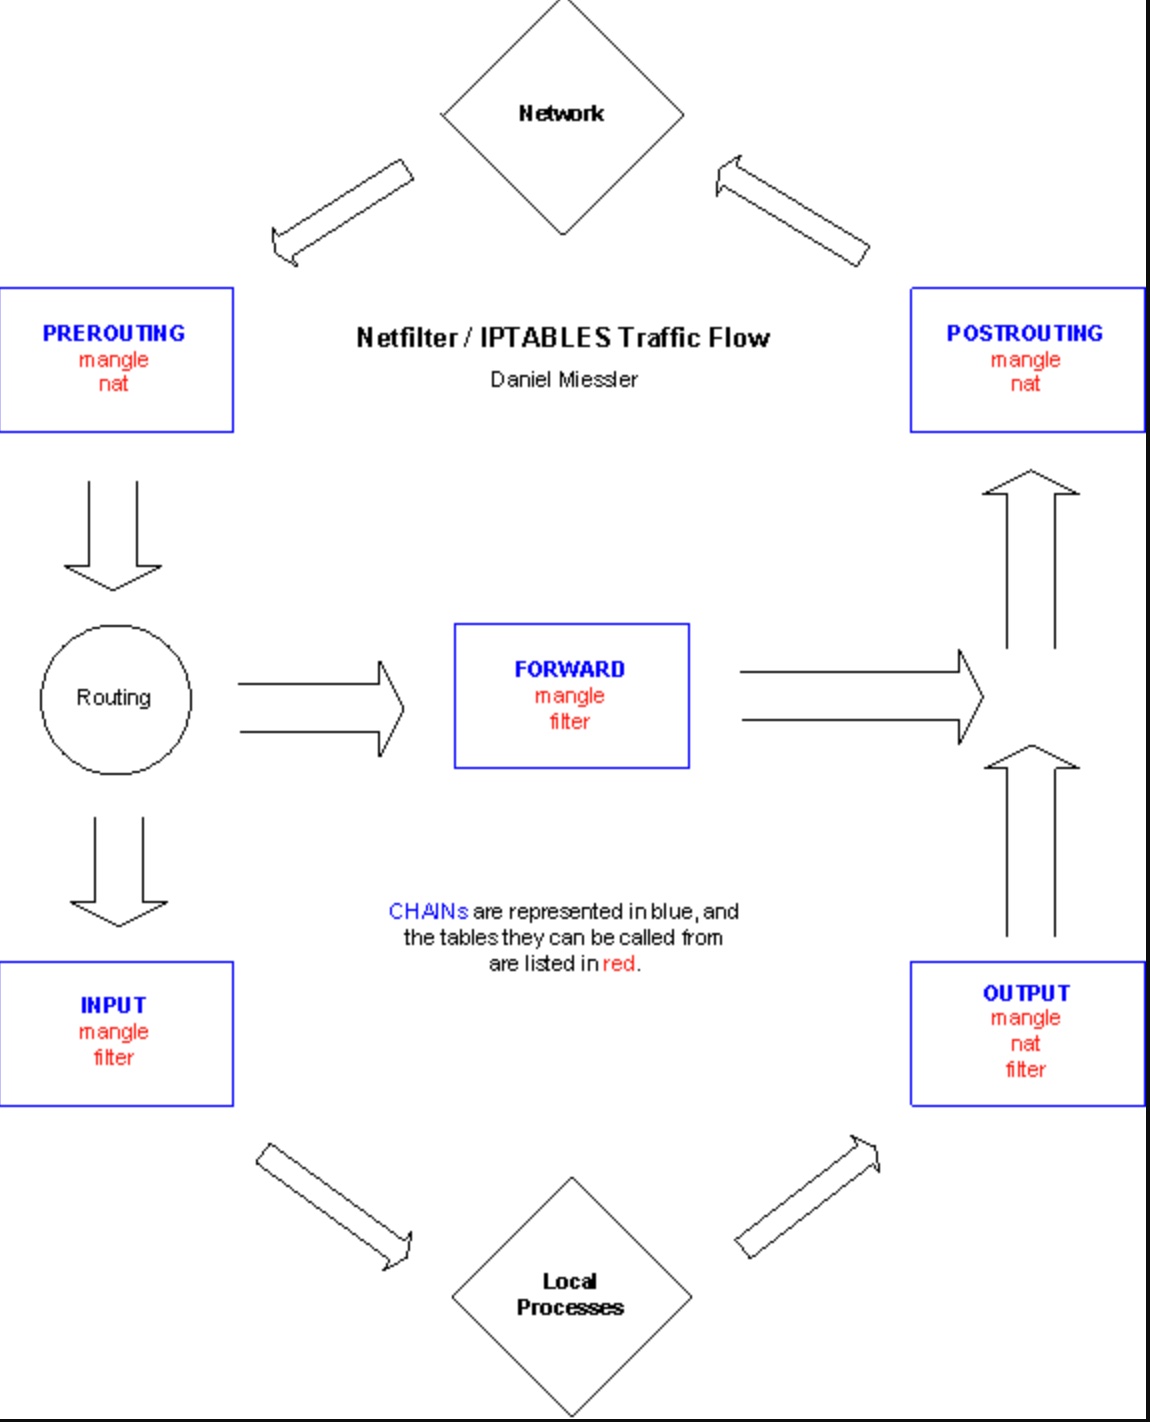 Network
PREROUTING
mangle
nat
Netfilter / IPTABLES Traffic Flow
Daniel Miessler
POSTROUTING
mangle
nat
Routing
FORWARD
mangle
filter
CHAINs are represented in blue, and
the tables they can be called from
are listed in red.
INPUT
mangle
filter
OUTPUT
mangle
nat
filter
Local
Processes